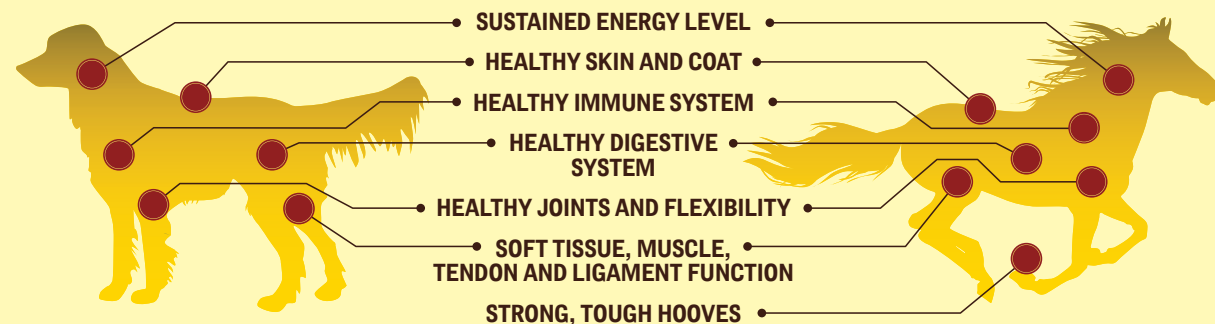 SUSTAINED ENERGY LEVEL
HEALTHY SKIN AND COAT
HEALTHY IMMUNE SYSTEM
HEALTHY DIGESTIVE
SYSTEM
HEALTHY JOINTS AND FLEXIBILITY
SOFT TISSUE, MUSCLE,
TENDON AND LIGAMENT FUNCTION
STRONG, TOUGH HOOVES